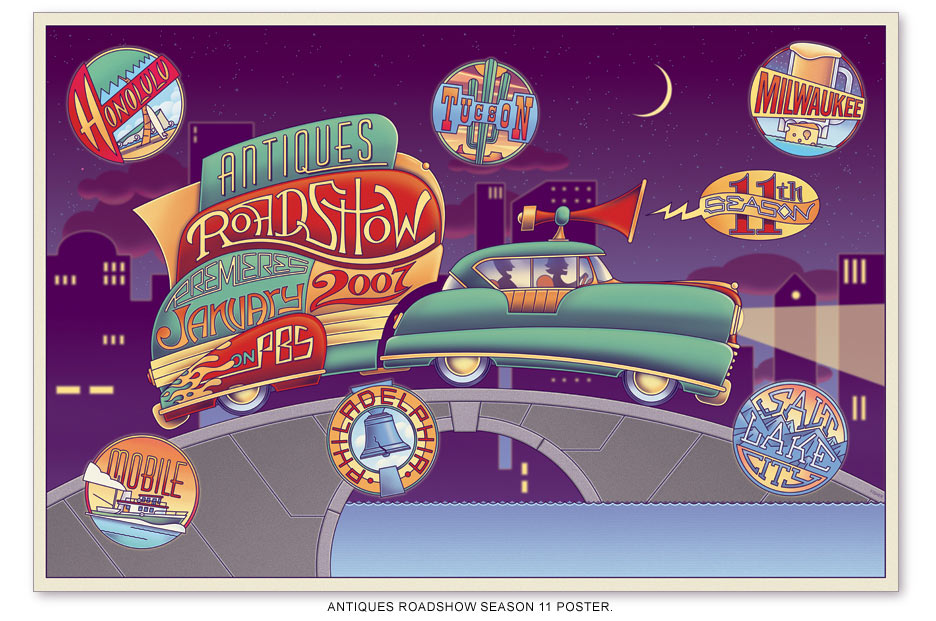 HONOLULU
TUCSON
MILWAUKEE
ANTIQUES
ROADSHOW
11th
SEASON
11
PREMIERES
JANUARY 2007
ON PBS
MOBILE
PHILADELPHIA
SALT
LAKE
CITY
ANTIQUES ROADSHOW SEASON 11 POSTER.